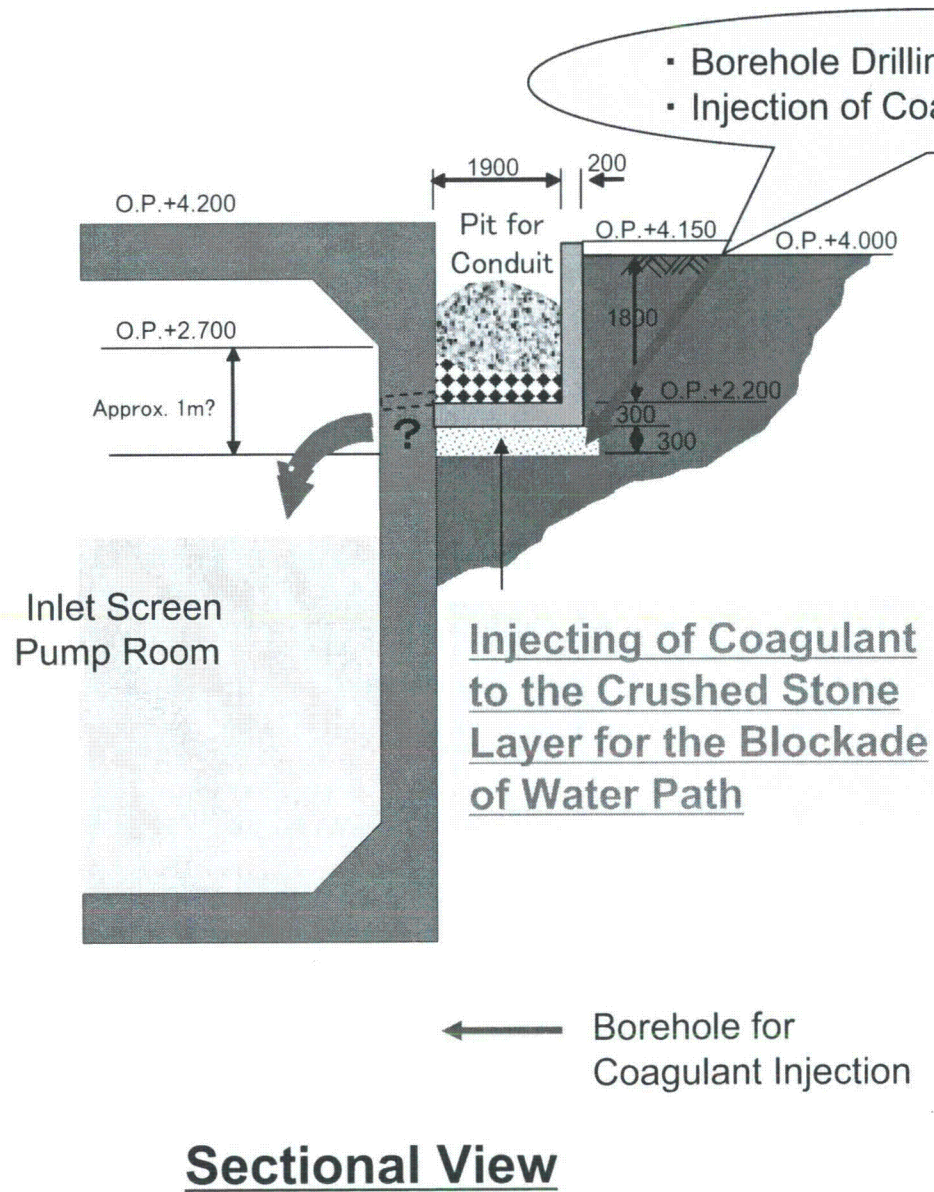 ・Borehole Drillin
・Injection of Coa
1900
200
O.P.+4.200
Pit for
Conduit
O.P.+4.150
O.P.+4.000
O.P.+2.700
1800
Approx. 1m?
O.P.+2.200
?
300
300
Inlet Screen
Pump Room
Injecting of Coagulant
to the Crushed Stone
Layer for the Blockade
of Water Path
Borehole for
Coagulant Injection
Sectional View